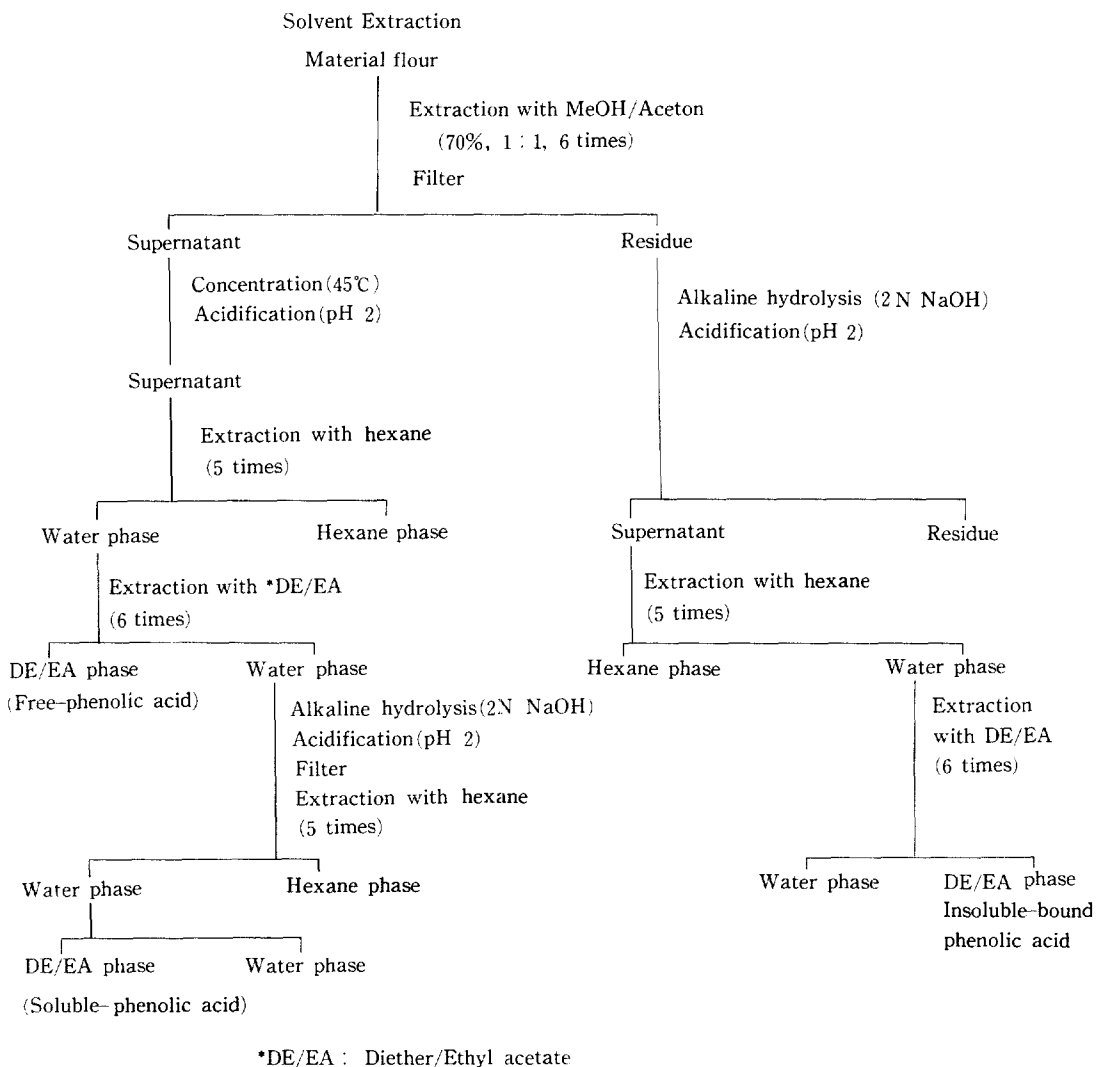 Solvent Extraction
Material flour
Extraction with MeOH/Aceton
(70%, 1 : 1, 6 times)
Filter
Supernatant
Residue
Concentration(45℃)
Acidification(pH 2)
Alkaline hydrolysis (2N NaOH)
Acidification(pH 2)
Supernatant
Extraction with hexane
(5 times)
Water phase
Hexane phase
Supernatant
Residue
Extraction with *DE/EA
(6 times)
Extraction with hexane
(5 times)
DE/EA phase
(Free-phenolic acid)
Water phase
Hexane phase
Water phase
Alkaline hydrolysis(2N NaOH)
Acidification(pH 2)
Filter
Extraction with hexane
(5 times)
Extraction
with DE/EA
(6 times)
Water phase
Hexane phase
Water phase
DE/EA phase
Insoluble-bound
phenolic acid
DE/EA phase
Water phase
(Soluble-phenolic acid)
*DE/EA : Diether/Ethyl acetate